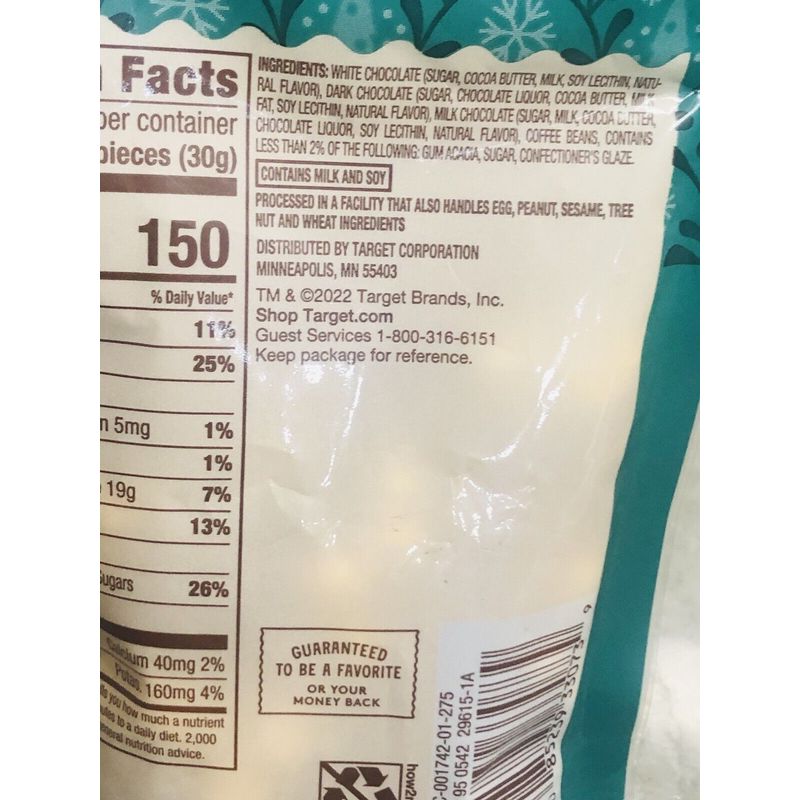 Facts
per container
pieces (30g)
150
% Daily Value*
11%
25%
5mg 1%
1%
19g 7%
13%
Sugars 26%
Calcium 40mg 2%
Potas. 160mg 4%
you how much a nutrient
to a daily diet. 2,000
nutrition advice.
INGREDIENTS: WHITE CHOCOLATE (SUGAR, COCOA BUTTER, MILK, SOY LECITHIN, NATU-
RAL FLAVOR), DARK CHOCOLATE (SUGAR, CHOCOLATE LIQUOR, COCOA BUTTER, MILK
FAT, SOY LECITHIN, NATURAL FLAVOR), MILK CHOCOLATE (SUGAR, MILK, COCOA BUTTER,
CHOCOLATE LIQUOR, SOY LECITHIN, NATURAL FLAVOR), COFFEE BEANS, CONTAINS
LESS THAN 2% OF THE FOLLOWING: GUM ACACIA, SUGAR, CONFECTIONER'S GLAZE.
CONTAINS MILK AND SOY
PROCESSED IN A FACILITY THAT ALSO HANDLES EGG, PEANUT, SESAME, TREE
NUT AND WHEAT INGREDIENTS
DISTRIBUTED BY TARGET CORPORATION
MINNEAPOLIS, MN 55403
TM & ©2022 Target Brands, Inc.
Shop Target.com
Guest Services 1-800-316-6151
Keep package for reference.
GUARANTEED
TO BE A FAVORITE
OR YOUR
MONEY BACK
-001742-01-275
95 0542 29615-1A